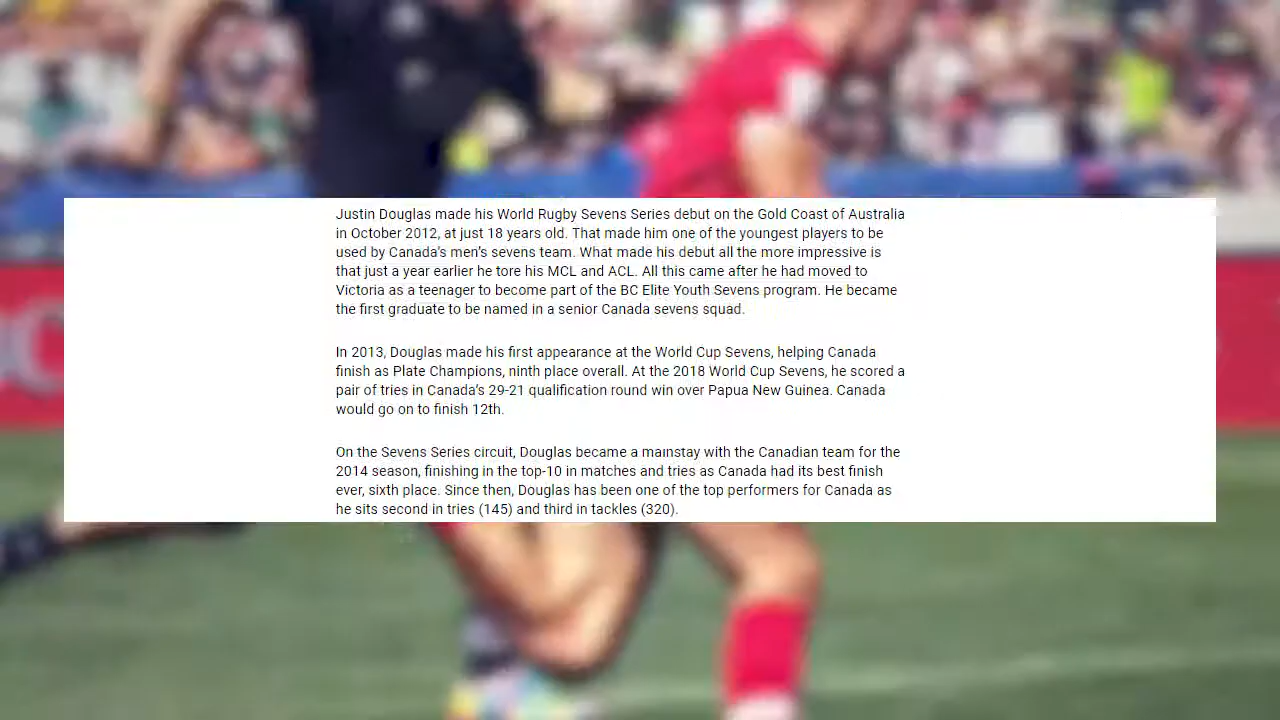 Justin Douglas made his World Rugby Sevens Series debut on the Gold Coast of Australia
in October 2012, at just 18 years old. That made him one of the youngest players to be
used by Canada's men's sevens team. What made his debut all the more impressive is
that just a year earlier he tore his MCL and ACL. All this came after he had moved to
Victoria as a teenager to become part of the BC Elite Youth Sevens program. He became
the first graduate to be named in a senior Canada sevens squad.
In 2013, Douglas made his first appearance at the World Cup Sevens, helping Canada
finish as Plate Champions, ninth place overall. At the 2018 World Cup Sevens, he scored a
pair of tries in Canada's 29-21 qualification round win over Papua New Guinea. Canada
would go on to finish 12th.
On the Sevens Series circuit, Douglas became a mainstay with the Canadian team for the
2014 season, finishing in the top-10 in matches and tries as Canada had its best finish
ever, sixth place. Since then, Douglas has been one of the top performers for Canada as
he sits second in tries (145) and third in tackles (320).